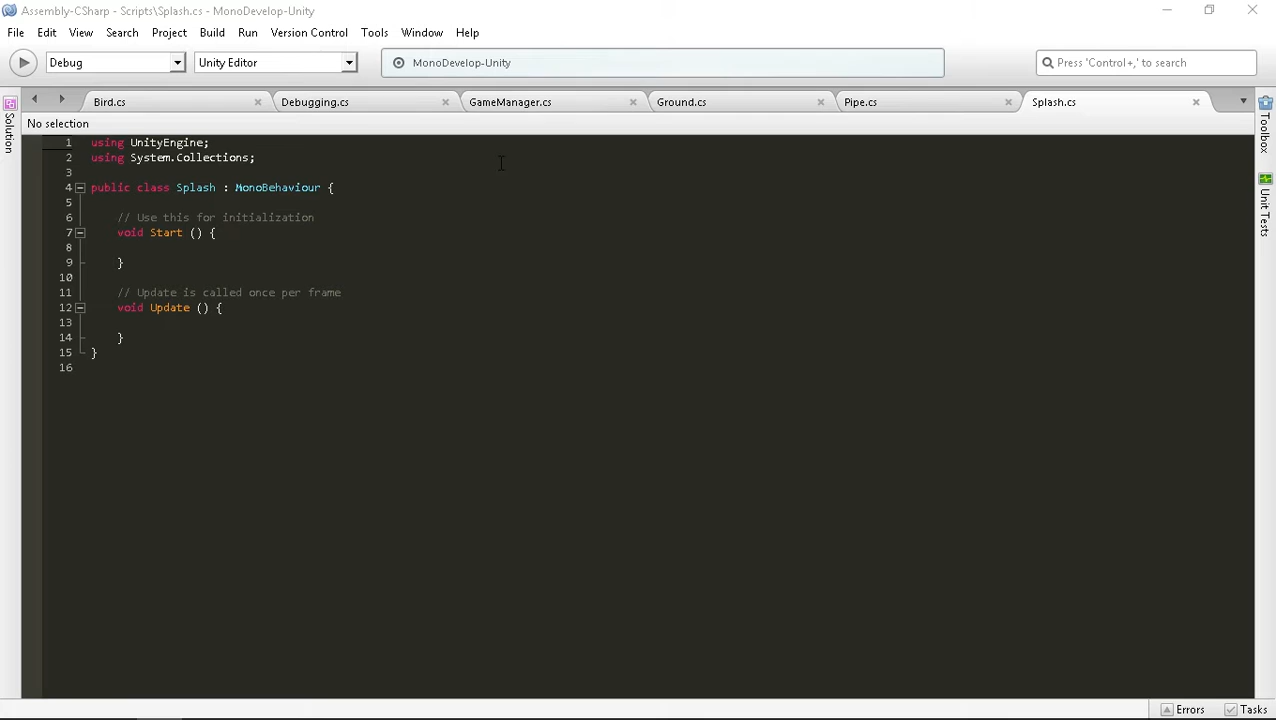 Assembly-CSharp - Scripts\Splash.cs - MonoDevelop-Unity
File Edit View Search Project Build Run Version Control Tools Window Help
Debug Unity Editor MonoDevelop-Unity Press 'Control+,' to search
Bird.cs Debugging.cs GameManager.cs Ground.cs Pipe.cs Splash.cs
No selection
Solution
Toolbox
Unit Tests
1 using UnityEngine;
2 using System.Collections;
3
4 public class Splash : MonoBehaviour {
5
6 // Use this for initialization
7 void Start () {
8
9 }
10
11 // Update is called once per frame
12 void Update () {
13
14 }
15 }
16
Errors Tasks